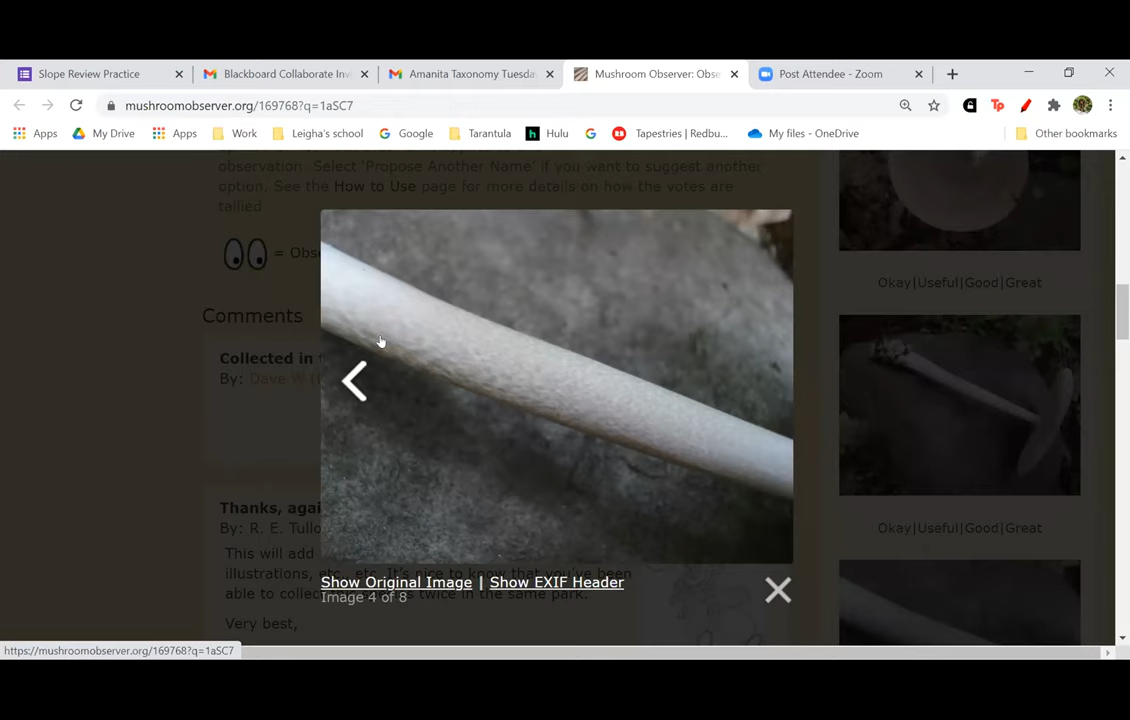 Slope Review Practice
Blackboard Collaborate Inv
Amanita Taxonomy Tuesda
Mushroom Observer: Obse
Post Attendee - Zoom
mushroomobserver.org/169768?q=1aSC7
Apps
My Drive
Apps
Work
Leigha's school
Google
Tarantula
Hulu
Tapestries | Redbu...
My files - OneDrive
Other bookmarks
observation. Select 'Propose Another Name' if you want to suggest another
option. See the How to Use page for more details on how the votes are
tallied
= Obs
Comments
Collected in
By: Dave W
Thanks, agai
By: R. E. Tullo
This will add
illustrations, etc., etc. It's nice to know that you've been
able to collec twice in the same park.
Very best,
Show Original Image | Show EXIF Header
Image 4 of 8
Okay|Useful|Good|Great
Okay|Useful|Good|Great
https://mushroomobserver.org/169768?q=1aSC7